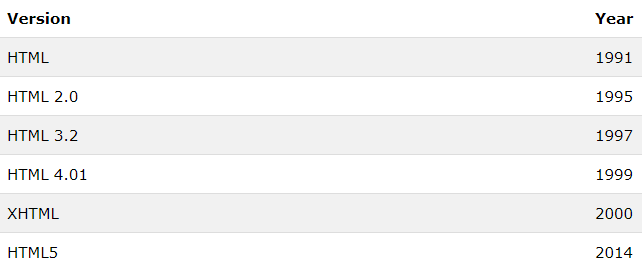 Version Year
HTML 1991
HTML 2.0 1995
HTML 3.2 1997
HTML 4.01 1999
XHTML 2000
HTML5 2014